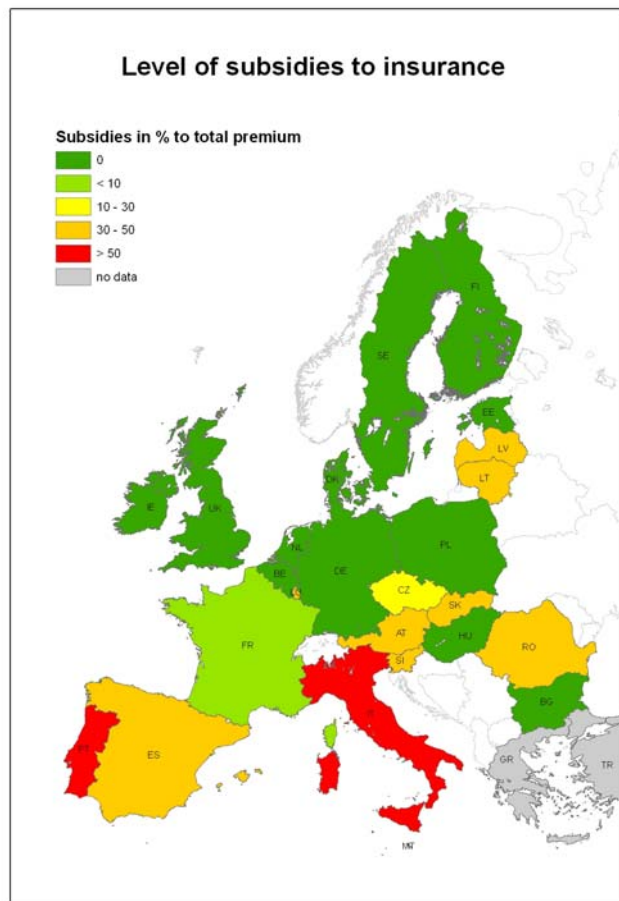 Level of subsidies to insurance
Subsidies in % to total premium
0
< 10
10 - 30
30 - 50
> 50
no data
FI
SE
EE
LV
LT
DK
IE
UK
NL
PL
BE
DE
CZ
SK
FR
AT
HU
SI
RO
IT
BG
PT
ES
GR
TR